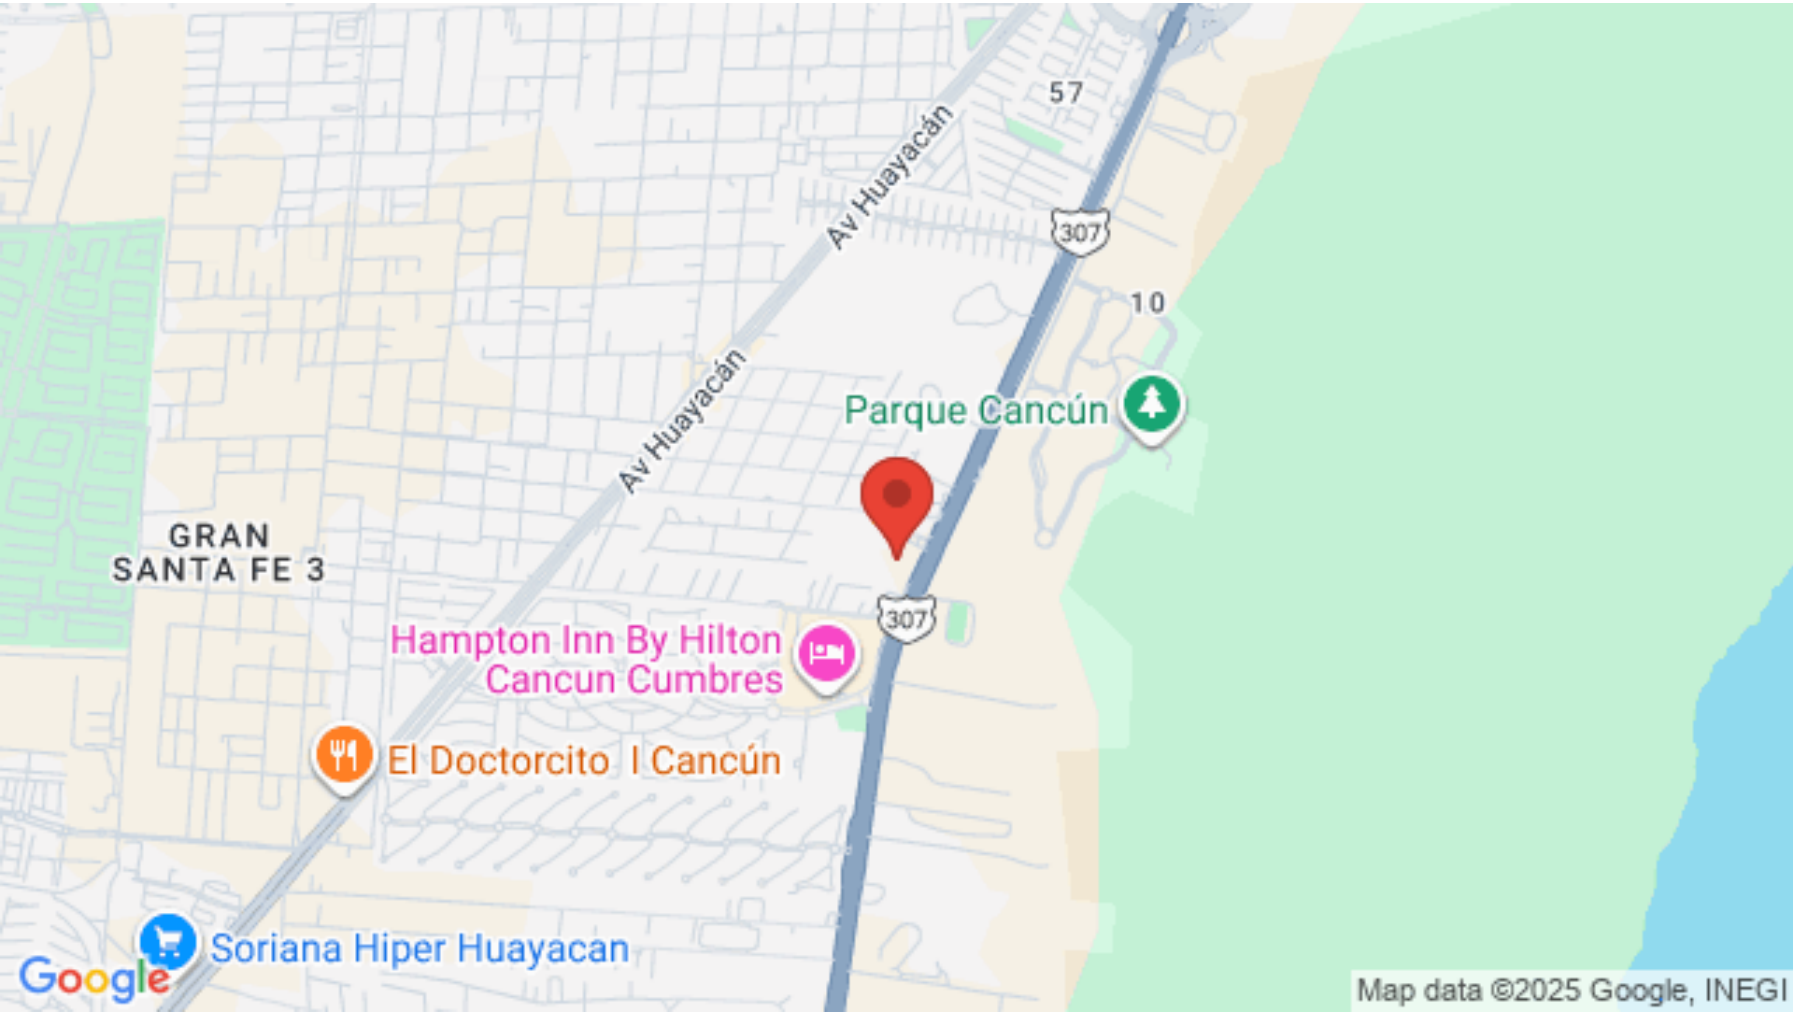 57
Av Huayacán
307
10
Av Huayacán
Parque Cancún
GRAN
SANTA FE 3
307
Hampton Inn By Hilton
Cancun Cumbres
El Doctorcito I Cancún
Soriana Hiper Huayacan
Google
Map data ©2025 Google, INEGI